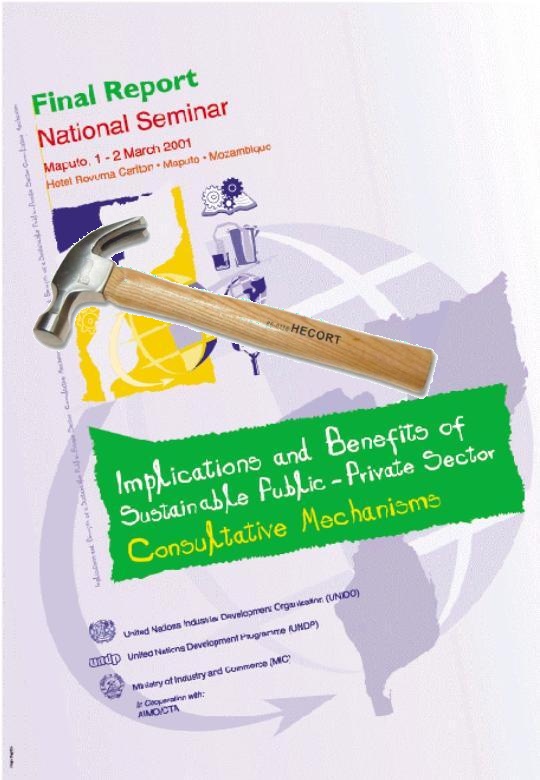 Final Report
National Seminar
Maputo, 1 - 2 March 2001
Hotel Rovuma Carlton • Maputo • Mozambique
HECORT
Implications and Benefits of
Sustainable Public - Private Sector
Consultative Mechanisms
United Nations Industrial Development Organization (UNIDO)
undp United Nations Development Programme (UNDP)
Ministry of Industry and Commerce (MIC)
In Cooperation with:
AIMO/CTA